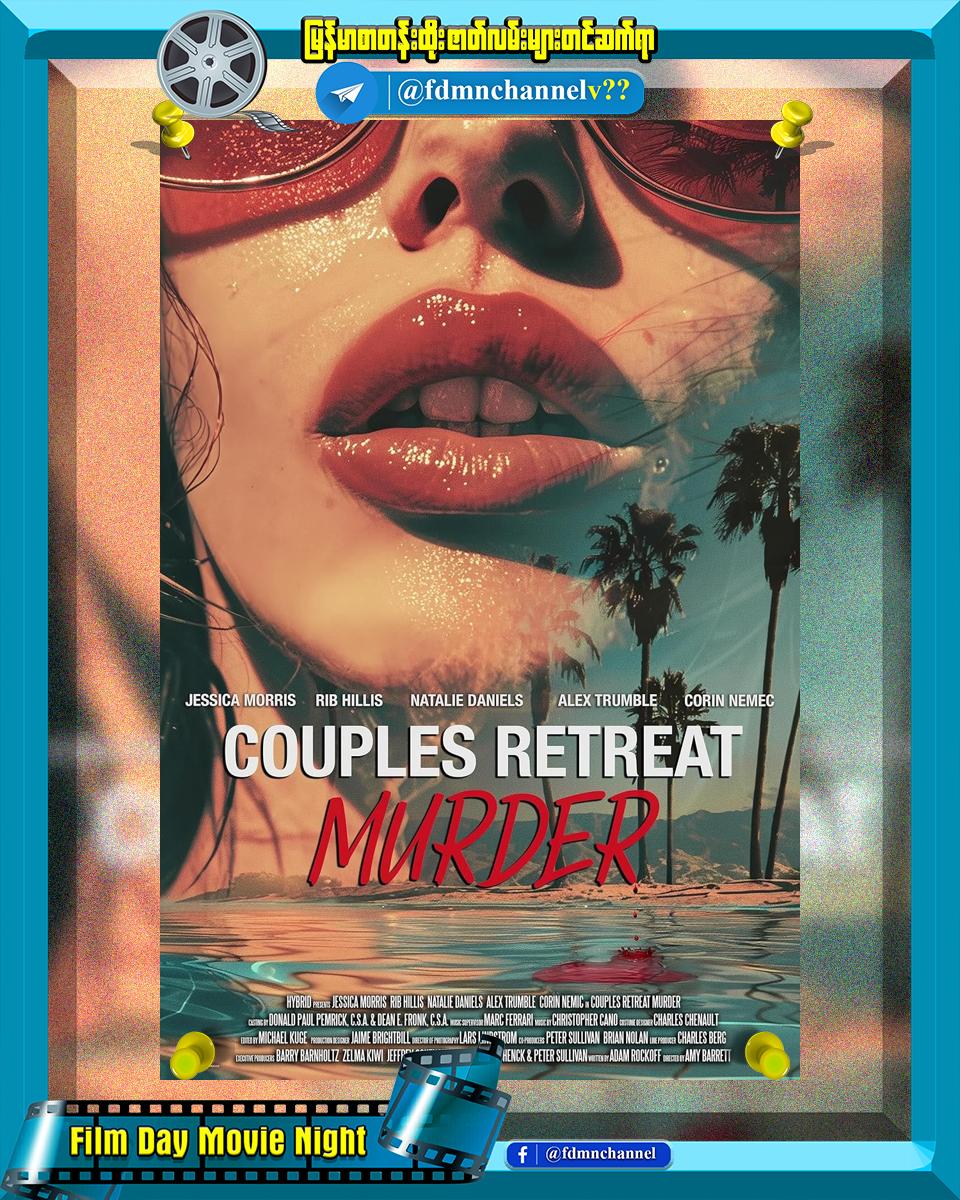 မြန်မာစာတန်းထိုးဇာတ်လမ်းများတင်ဆက်ရာ
@fdmnchannelv??
JESSICA MORRIS RIB HILLIS NATALIE DANIELS ALEX TRUMBLE CORIN NEMEC
COUPLES RETREAT
MURDER
HYBRID PRESENTS JESSICA MORRIS RIB HILLIS NATALIE DANIELS ALEX TRUMBLE CORIN NEMIC IN COUPLES RETREAT MURDER
CASTING BY DONALD PAUL PEMRICK, C.S.A. & DEAN E. FRONK, C.S.A. MUSIC SUPERVISOR MARC FERRARI MUSIC BY CHRISTOPHER CANO COSTUME DESIGNER CHARLES CHENAULT
EDITED BY MICHAEL KUGE PRODUCTION DESIGNER JAIME BRIGHTBILL DIRECTOR OF PHOTOGRAPHY CO-PRODUCERS PETER SULLIVAN BRIAN NOLAN LINE PRODUCER CHARLES BERG
EXECUTIVE PRODUCERS BARRY BARNHOLTZ ZELMA KIWI & PETER SULLIVAN WRITTEN BY ADAM ROCKOFF DIRECTED BY AMY BARRETT
Film Day Movie Night
@fdmnchannel